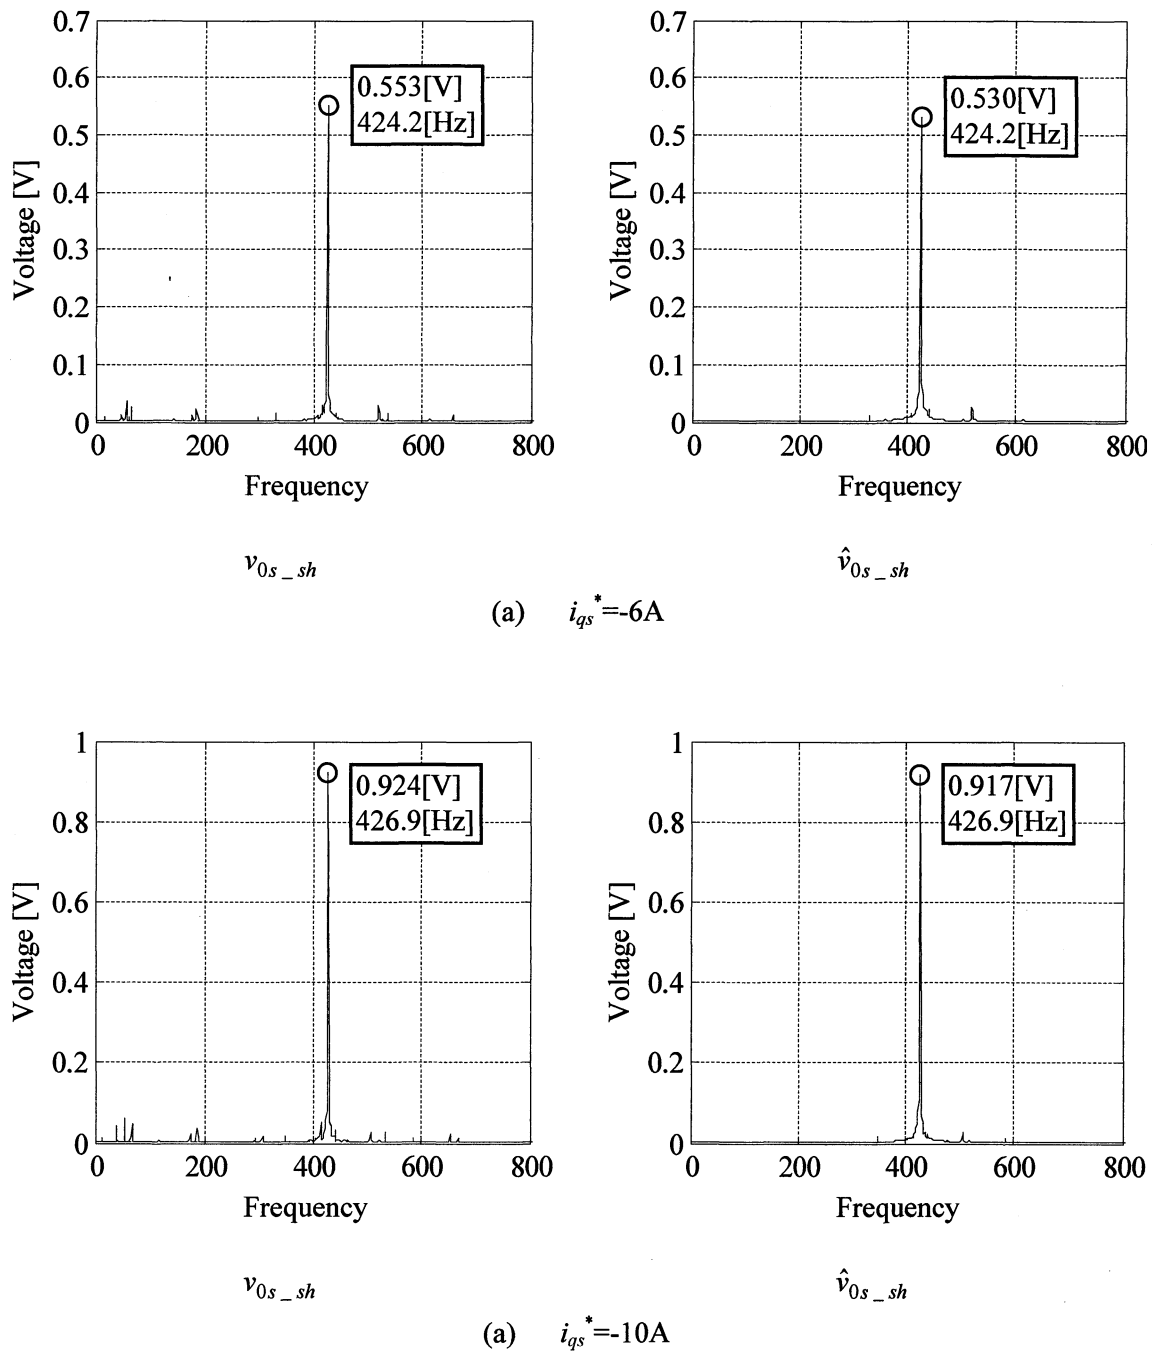 0.7
0.6
0.5
0.4
0.3
0.2
0.1
0
Voltage [V]
0.553[V]
424.2[Hz]
0 200 400 600 800
Frequency
v0s_sh
0.7
0.6
0.5
0.4
0.3
0.2
0.1
0
Voltage [V]
0.530[V]
424.2[Hz]
0 200 400 600 800
Frequency
v̂0s_sh
(a) iqs*=-6A
1
0.8
0.6
0.4
0.2
0
Voltage [V]
0.924[V]
426.9[Hz]
0 200 400 600 800
Frequency
v0s_sh
1
0.8
0.6
0.4
0.2
0
Voltage [V]
0.917[V]
426.9[Hz]
0 200 400 600 800
Frequency
v̂0s_sh
(a) iqs*=-10A